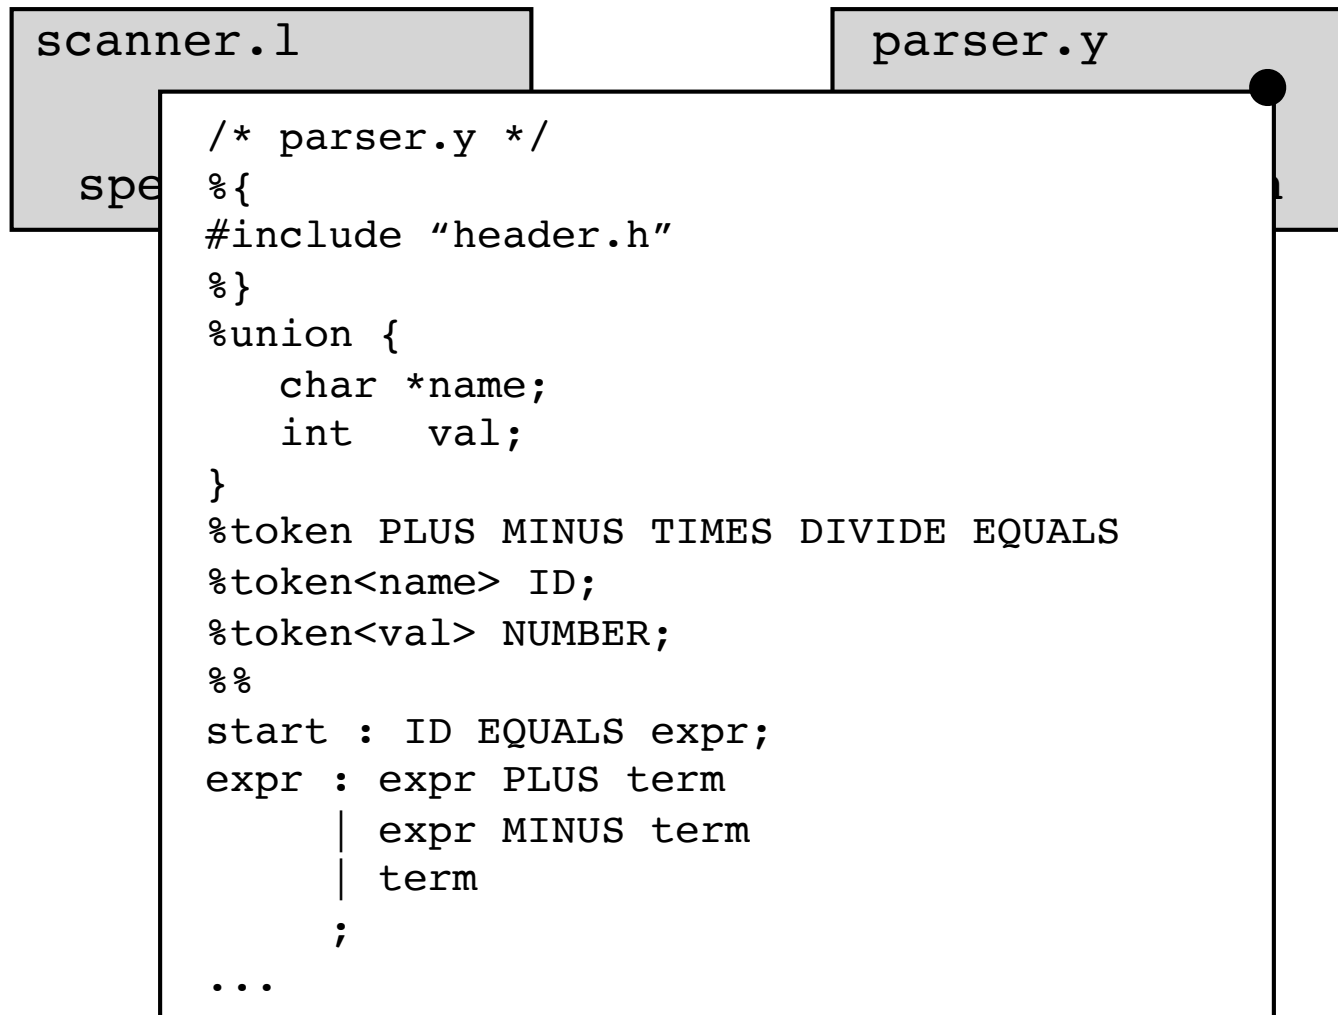 scanner.l
parser.y
/* parser.y */
%{
#include “header.h”
%}
%union {
   char *name;
   int   val;
}
%token PLUS MINUS TIMES DIVIDE EQUALS
%token<name> ID;
%token<val> NUMBER;
%%
start : ID EQUALS expr;
expr : expr PLUS term
     | expr MINUS term
     | term
     ;
...